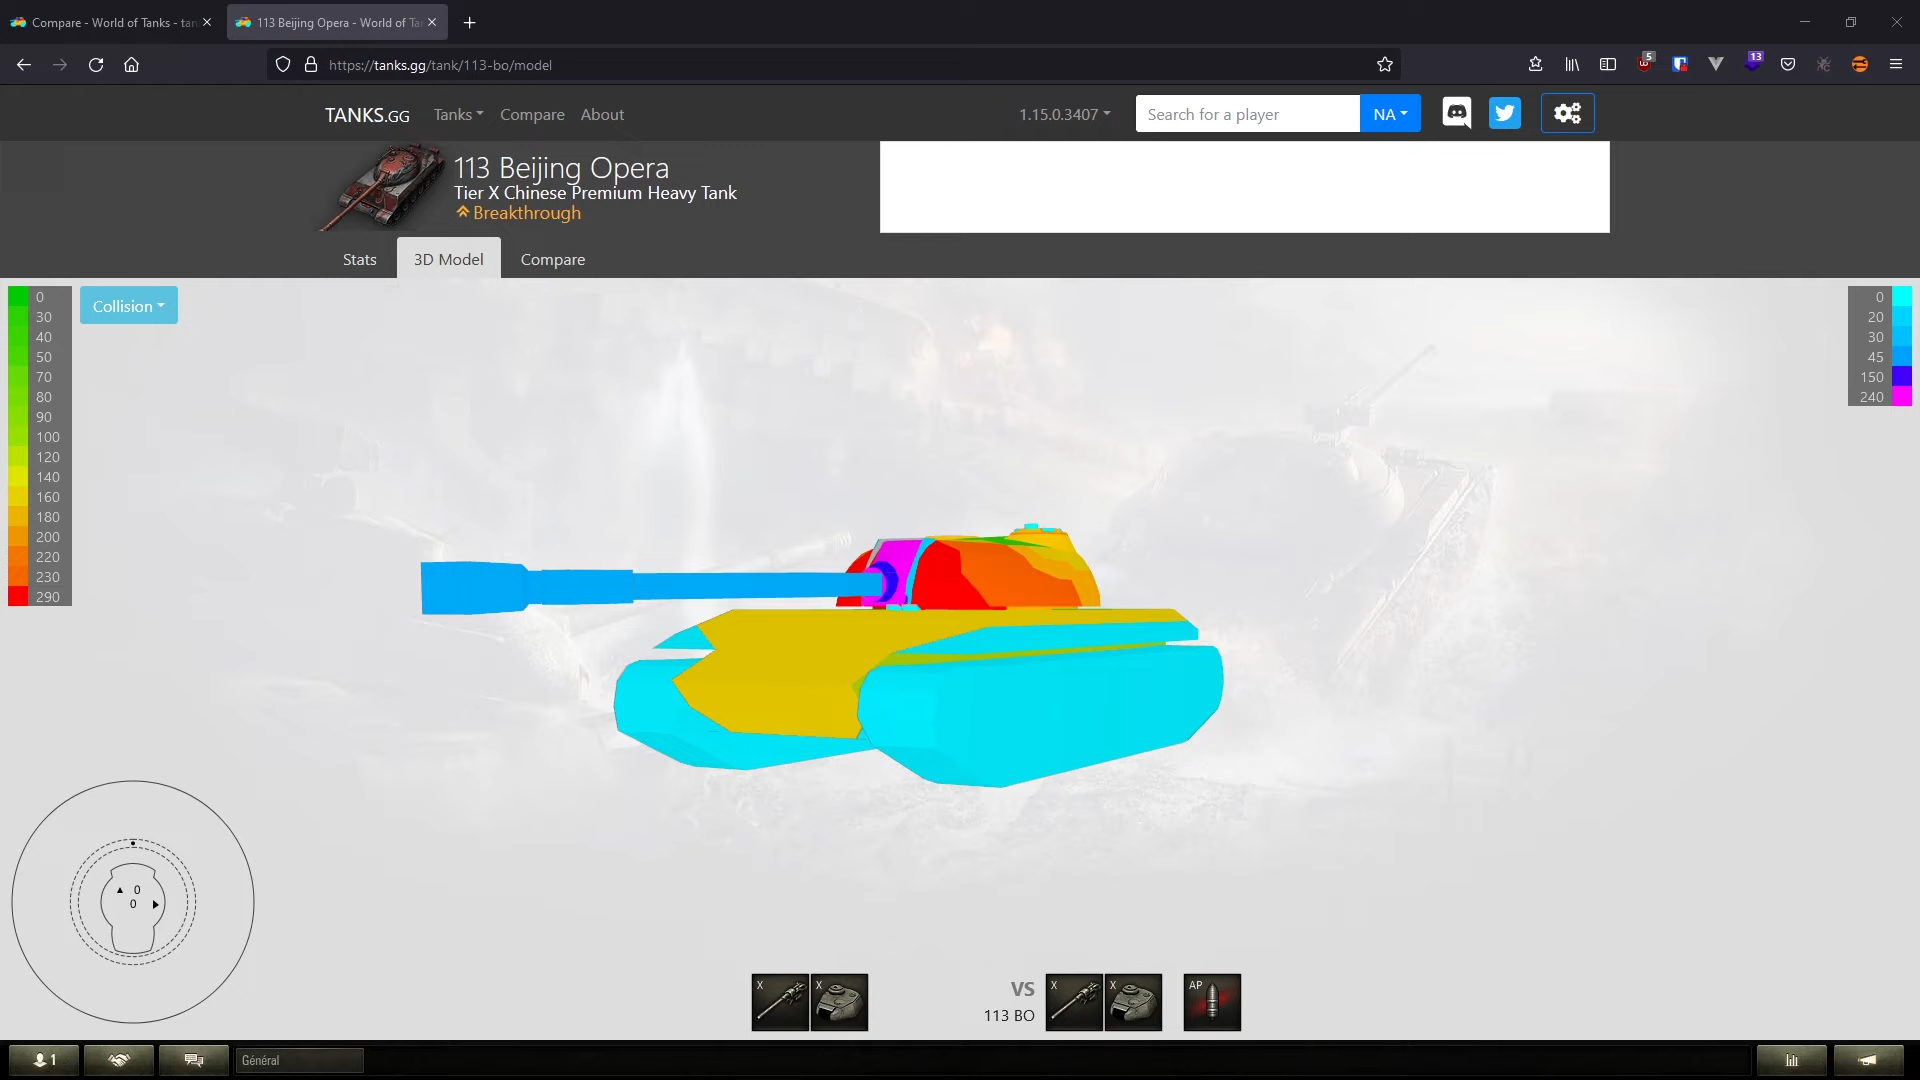 Compare - World of Tanks - tan
113 Beijing Opera - World of Ta
5
13
https://tanks.gg/tank/113-bo/model
TANKS.GG
Tanks
Compare
About
1.15.0.3407
Search for a player
NA
113 Beijing Opera
Tier X Chinese Premium Heavy Tank
Breakthrough
Stats
3D Model
Compare
Collision
0
30
40
50
70
80
90
100
120
140
160
180
200
220
230
290
0
20
30
45
150
240
0
0
X
X
VS
113 BO
X
X
AP
1
Général